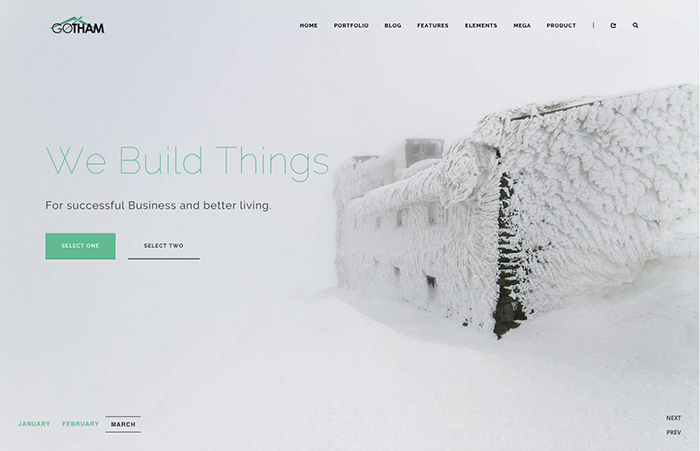 GOTHAM
HOME PORTFOLIO BLOG FEATURES ELEMENTS MEGA PRODUCT
We Build Things
For successful Business and better living.
SELECT ONE SELECT TWO
JANUARY FEBRUARY MARCH
NEXT
PREV